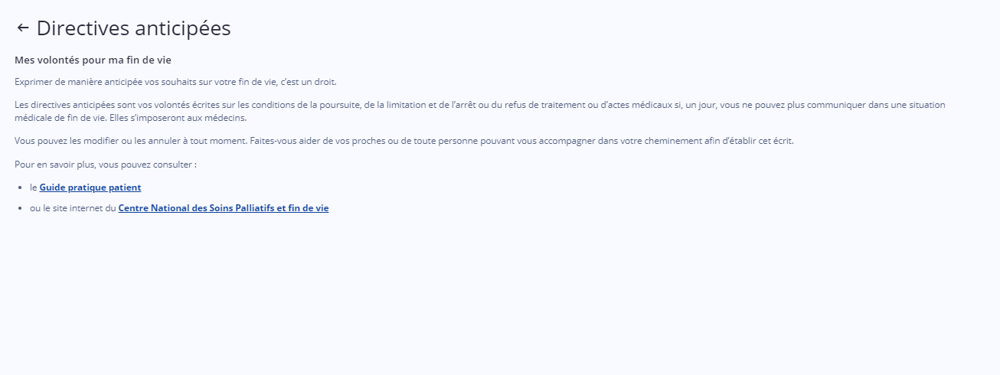 ← Directives anticipées
Mes volontés pour ma fin de vie
Exprimer de manière anticipée vos souhaits sur votre fin de vie, c’est un droit.
Les directives anticipées sont vos volontés écrites sur les conditions de la poursuite, de la limitation et de l’arrêt ou du refus de traitement ou d’actes médicaux si, un jour, vous ne pouvez plus communiquer dans une situation
médicale de fin de vie. Elles s’imposeront aux médecins.
Vous pouvez les modifier ou les annuler à tout moment. Faites-vous aider de vos proches ou de toute personne pouvant vous accompagner dans votre cheminement afin d’établir cet écrit.
Pour en savoir plus, vous pouvez consulter :
• le Guide pratique patient
• ou le site internet du Centre National des Soins Palliatifs et fin de vie